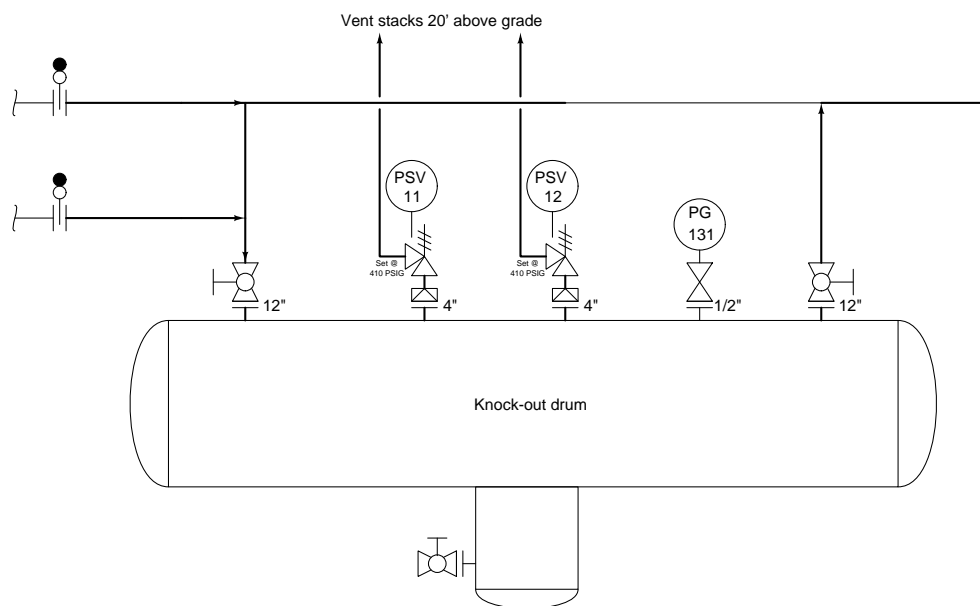 Vent stacks 20' above grade
PSV
11
PSV
12
PG
131
Set @
410 PSIG
Set @
410 PSIG
12"
4"
4"
1/2"
12"
Knock-out drum